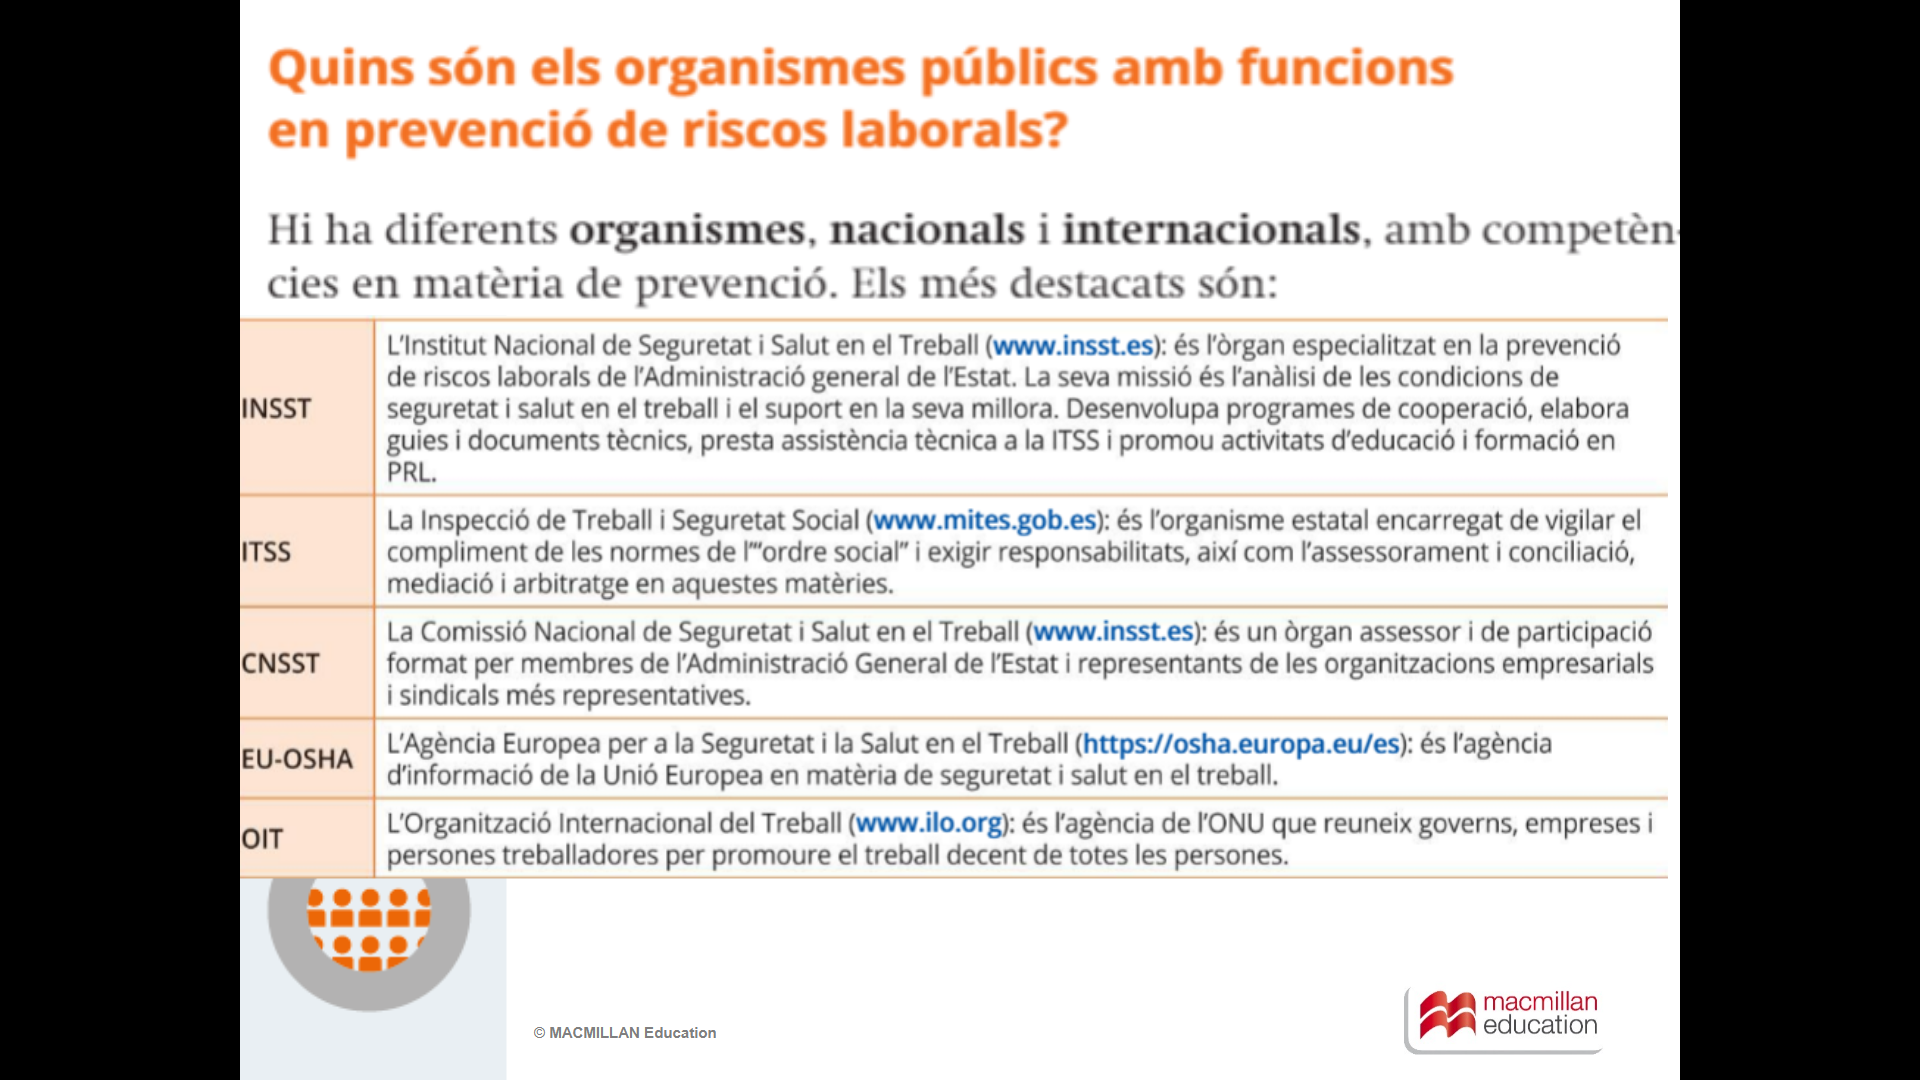 Quins són els organismes públics amb funcions
en prevenció de riscos laborals?
Hi ha diferents organismes, nacionals i internacionals, amb competèn-
cies en matèria de prevenció. Els més destacats són:
INSST
L'Institut Nacional de Seguretat i Salut en el Treball (www.insst.es): és l'òrgan especialitzat en la prevenció
de riscos laborals de l'Administració general de l'Estat. La seva missió és l'anàlisi de les condicions de
seguretat i salut en el treball i el suport en la seva millora. Desenvolupa programes de cooperació, elabora
guies i documents tècnics, presta assistència tècnica a la ITSS i promou activitats d'educació i formació en
PRL.
ITSS
La Inspecció de Treball i Seguretat Social (www.mites.gob.es): és l'organisme estatal encarregat de vigilar el
compliment de les normes de l'“ordre social” i exigir responsabilitats, així com l'assessorament i conciliació,
mediació i arbitratge en aquestes matèries.
CNSST
La Comissió Nacional de Seguretat i Salut en el Treball (www.insst.es): és un òrgan assessor i de participació
format per membres de l'Administració General de l'Estat i representants de les organitzacions empresarials
i sindicals més representatives.
EU-OSHA
L'Agència Europea per a la Seguretat i la Salut en el Treball (https://osha.europa.eu/es): és l'agència
d'informació de la Unió Europea en matèria de seguretat i salut en el treball.
OIT
L'Organització Internacional del Treball (www.ilo.org): és l'agència de l'ONU que reuneix governs, empreses i
persones treballadores per promoure el treball decent de totes les persones.
© MACMILLAN Education
macmillan
education